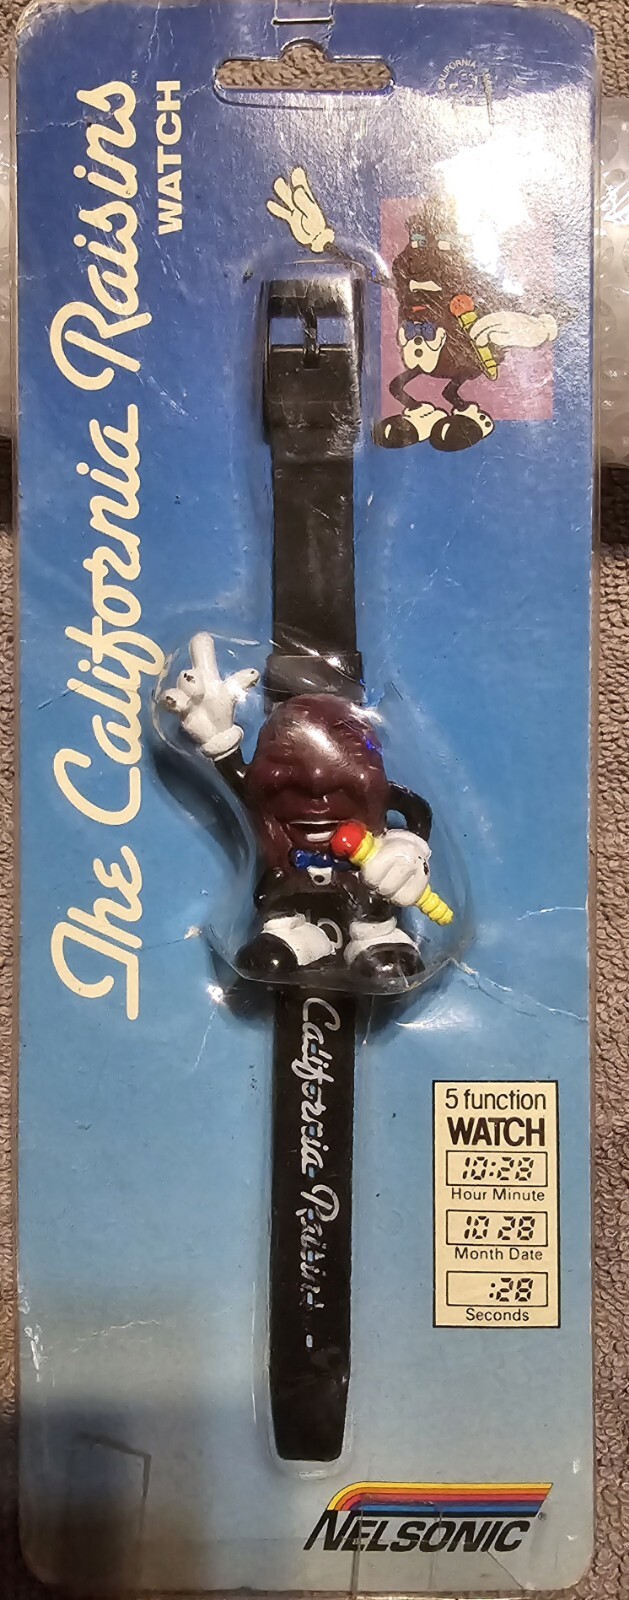 The California Raisins
WATCH
CALIFORNIA
California Raisins
5 function
WATCH
10:28
Hour Minute
10 28
Month Date
:28
Seconds
NELSONIC®